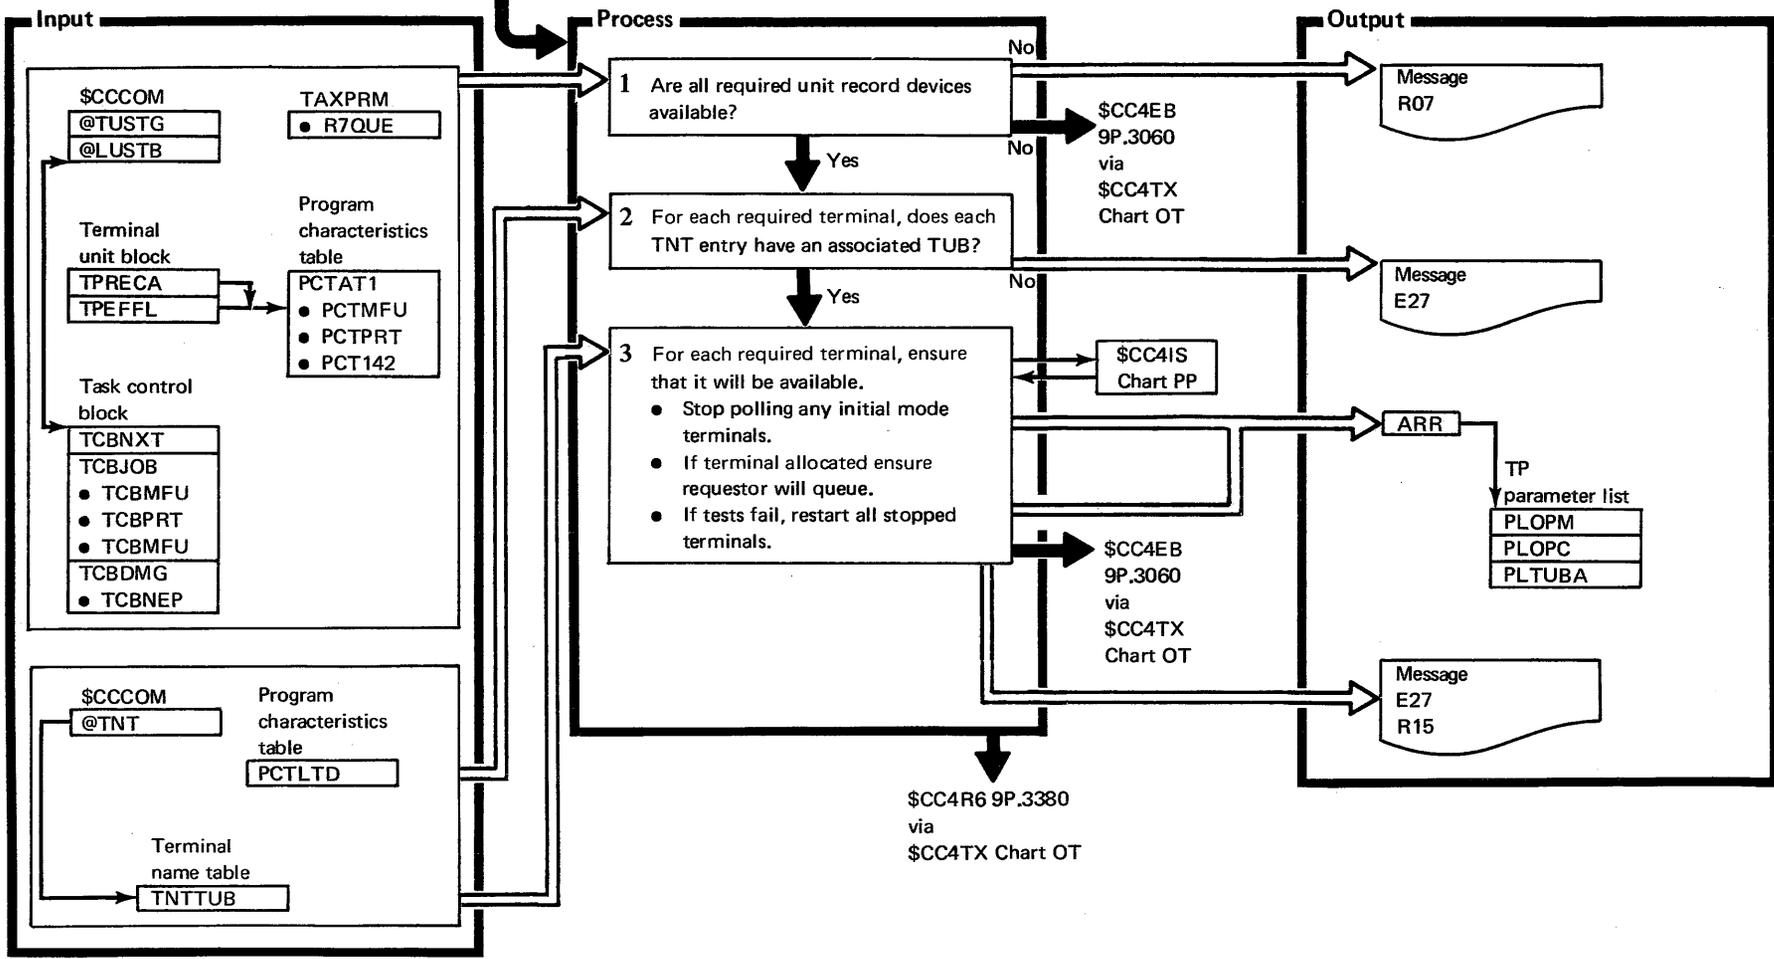 Input
$CCCOM
@TUSTG
@LUSTB
TAXPRM
● R7QUE
Terminal
unit block
TPRECA
TPEFFL
Program
characteristics
table
PCTAT1
● PCTMFU
● PCTPRT
● PCT142
Task control
block
TCBNXT
TCBJOB
● TCBMFU
● TCBPRT
● TCBMFU
TCBDMG
● TCBNEP
$CCCOM
@TNT
Program
characteristics
table
PCTLTD
Terminal
name table
TNTTUB
Process
1 Are all required unit record devices
available?
No
No
Yes
$CC4EB
9P.3060
via
$CC4TX
Chart OT
2 For each required terminal, does each
TNT entry have an associated TUB?
No
Yes
3 For each required terminal, ensure
that it will be available.
● Stop polling any initial mode
terminals.
● If terminal allocated ensure
requestor will queue.
● If tests fail, restart all stopped
terminals.
$CC4IS
Chart PP
$CC4EB
9P.3060
via
$CC4TX
Chart OT
$CC4R6 9P.3380
via
$CC4TX Chart OT
Output
Message
R07
Message
E27
ARR
TP
parameter list
PLOPM
PLOPC
PLTUBA
Message
E27
R15